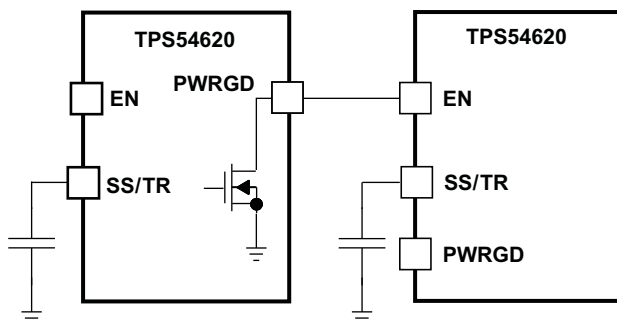 TPS54620
PWRGD
EN
SS/TR
TPS54620
EN
SS/TR
PWRGD